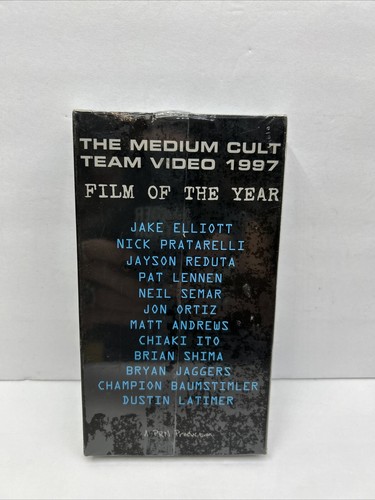 THE MEDIUM CULT
TEAM VIDEO 1997
FILM OF THE YEAR
JAKE ELLIOTT
NICK PRATARELLI
JAYSON REDUTA
PAT LENNEN
NEIL SEMAR
JON ORTIZ
MATT ANDREWS
CHIAKI ITO
BRIAN SHIMA
BRYAN JAGGERS
CHAMPION BAUMSTIMLER
DUSTIN LATIMER
A Production